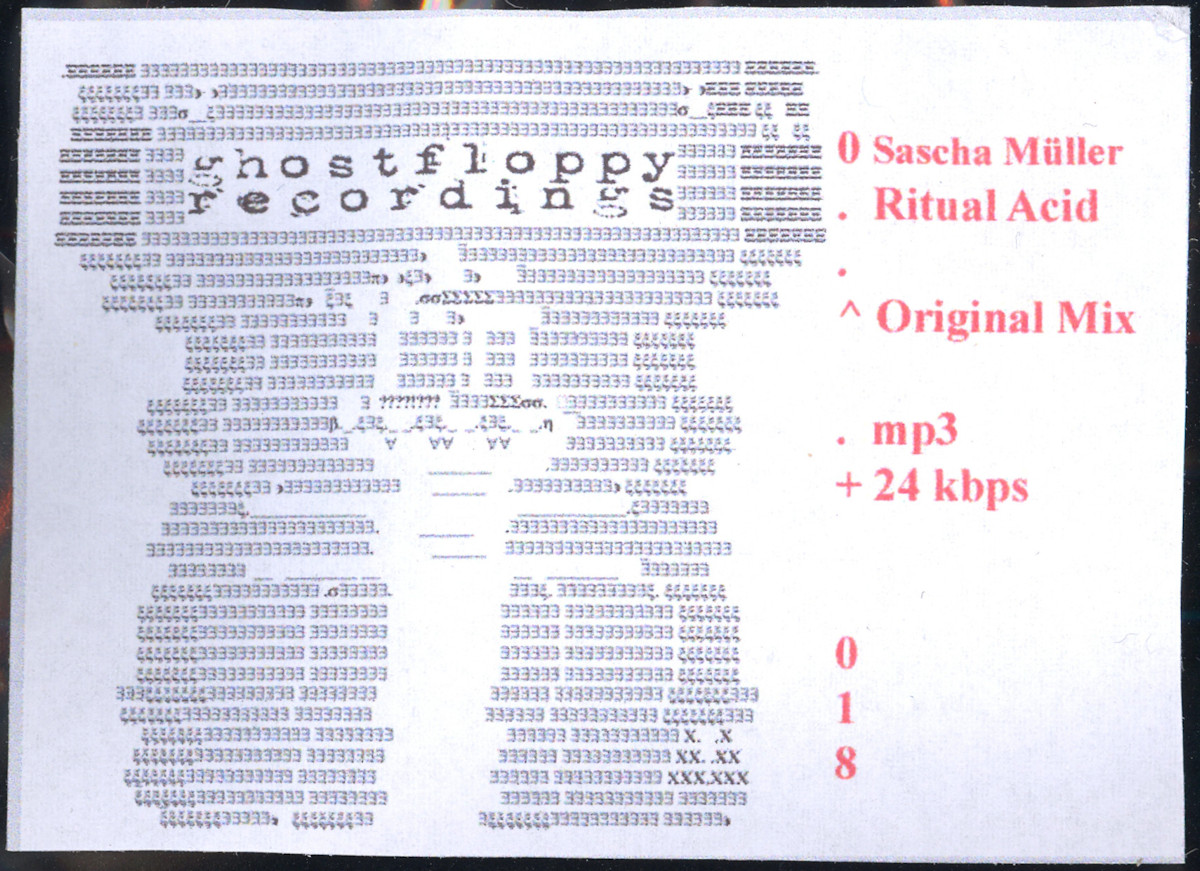 ghostfloppy
recordings
0 Sascha Müller
. Ritual Acid
.
^ Original Mix
. mp3
+ 24 kbps
0
1
8